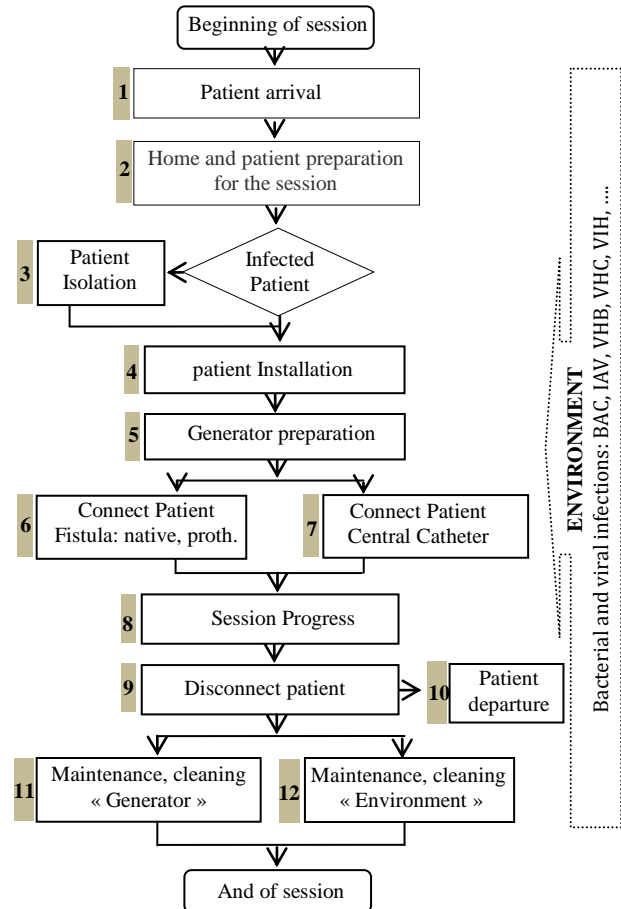 Beginning of session
1
Patient arrival
2
Home and patient preparation
for the session
Infected
Patient
3
Patient
Isolation
4
patient Installation
5
Generator preparation
6
Connect Patient
Fistula: native, proth.
7
Connect Patient
Central Catheter
8
Session Progress
9
Disconnect patient
10
Patient
departure
11
Maintenance, cleaning
« Generator »
12
Maintenance, cleaning
« Environment »
And of session
ENVIRONMENT
Bacterial and viral infections: BAC, IAV, VHB, VHC, VIH, ....